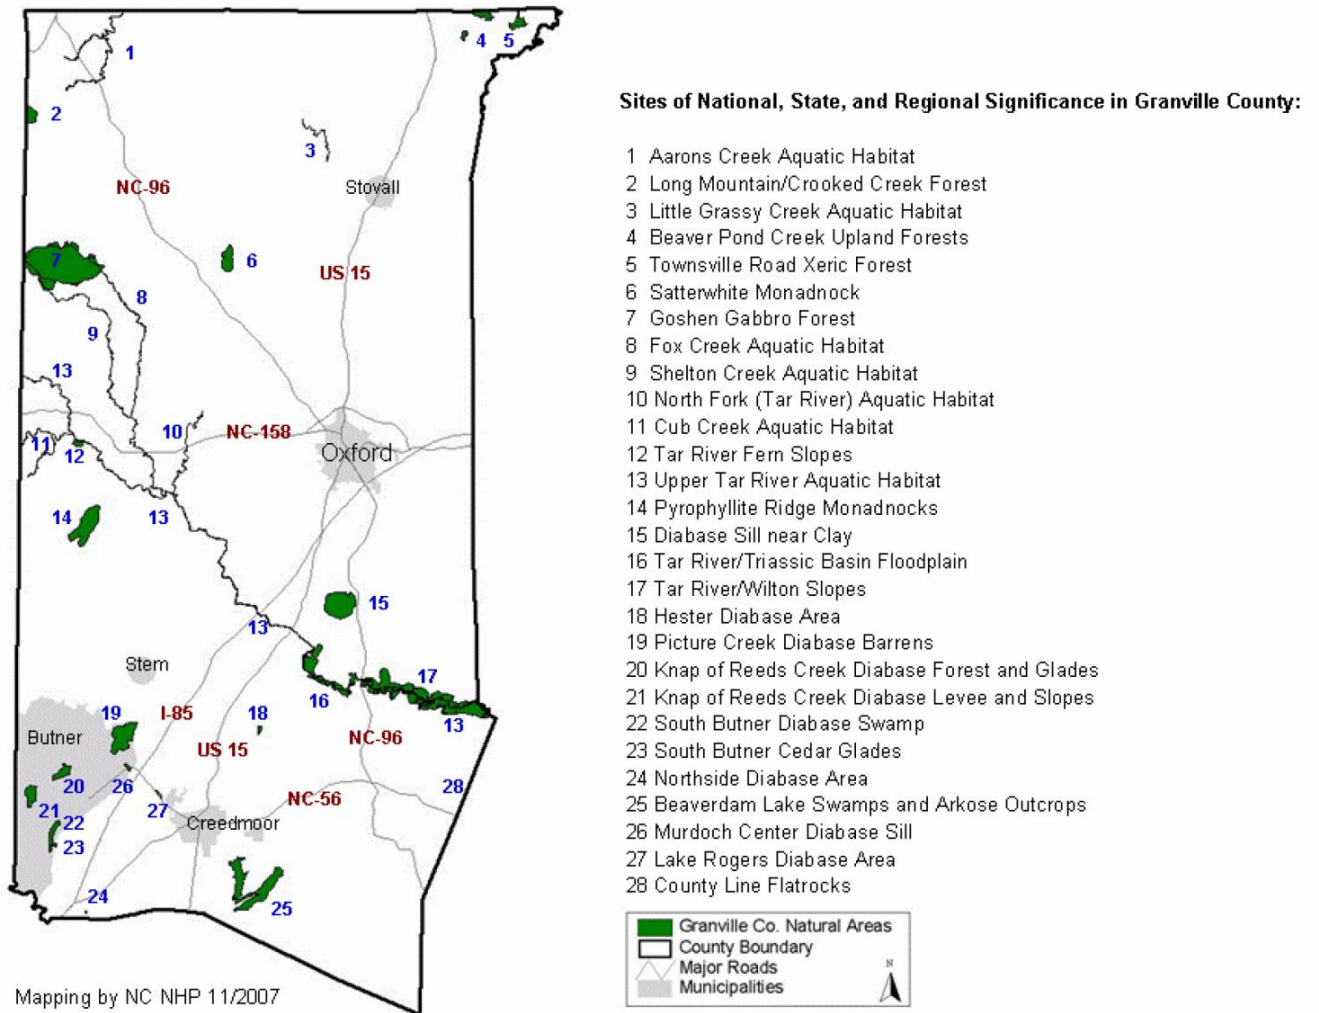 1
4 5
2
3
NC-96
Stovall
7
6
US 15
8
9
13
10
NC-158
11
12
Oxford
14
13
15
13
Stem
16
17
13
19
I-85
18
Butner
US 15
NC-96
20
26
28
21
27
NC-56
22
Creedmoor
23
24
25
Mapping by NC NHP 11/2007
Sites of National, State, and Regional Significance in Granville County:
1 Aarons Creek Aquatic Habitat
2 Long Mountain/Crooked Creek Forest
3 Little Grassy Creek Aquatic Habitat
4 Beaver Pond Creek Upland Forests
5 Townsville Road Xeric Forest
6 Satterwhite Monadnock
7 Goshen Gabbro Forest
8 Fox Creek Aquatic Habitat
9 Shelton Creek Aquatic Habitat
10 North Fork (Tar River) Aquatic Habitat
11 Cub Creek Aquatic Habitat
12 Tar River Fern Slopes
13 Upper Tar River Aquatic Habitat
14 Pyrophyllite Ridge Monadnocks
15 Diabase Sill near Clay
16 Tar River/Triassic Basin Floodplain
17 Tar River/Wilton Slopes
18 Hester Diabase Area
19 Picture Creek Diabase Barrens
20 Knap of Reeds Creek Diabase Forest and Glades
21 Knap of Reeds Creek Diabase Levee and Slopes
22 South Butner Diabase Swamp
23 South Butner Cedar Glades
24 Northside Diabase Area
25 Beaverdam Lake Swamps and Arkose Outcrops
26 Murdoch Center Diabase Sill
27 Lake Rogers Diabase Area
28 County Line Flatrocks
Granville Co. Natural Areas
County Boundary
Major Roads
Municipalities
N